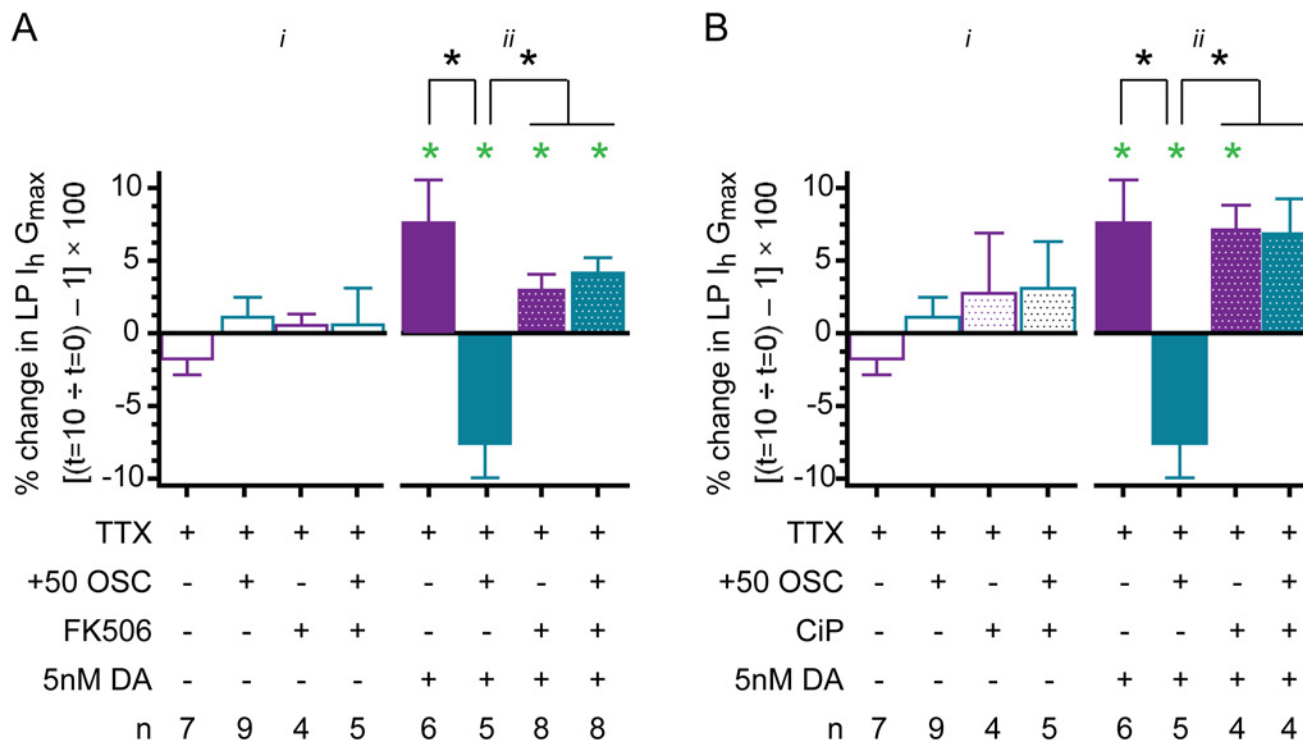 A
i
ii
* *
* * * *
% change in LP Ih Gmax
[(t=10 ÷ t=0) − 1] × 100
10
5
0
-5
-10
TTX + + + + + + + +
+50 OSC - + - + - + - +
FK506 - - + + - - + +
5nM DA - - - - + + + +
n 7 9 4 5 6 5 8 8
B
i
ii
* *
* * *
% change in LP Ih Gmax
[(t=10 ÷ t=0) − 1] × 100
10
5
0
-5
-10
TTX + + + + + + + +
+50 OSC - + - + - + - +
CiP - - + + - - + +
5nM DA - - - - + + + +
n 7 9 4 5 6 5 4 4